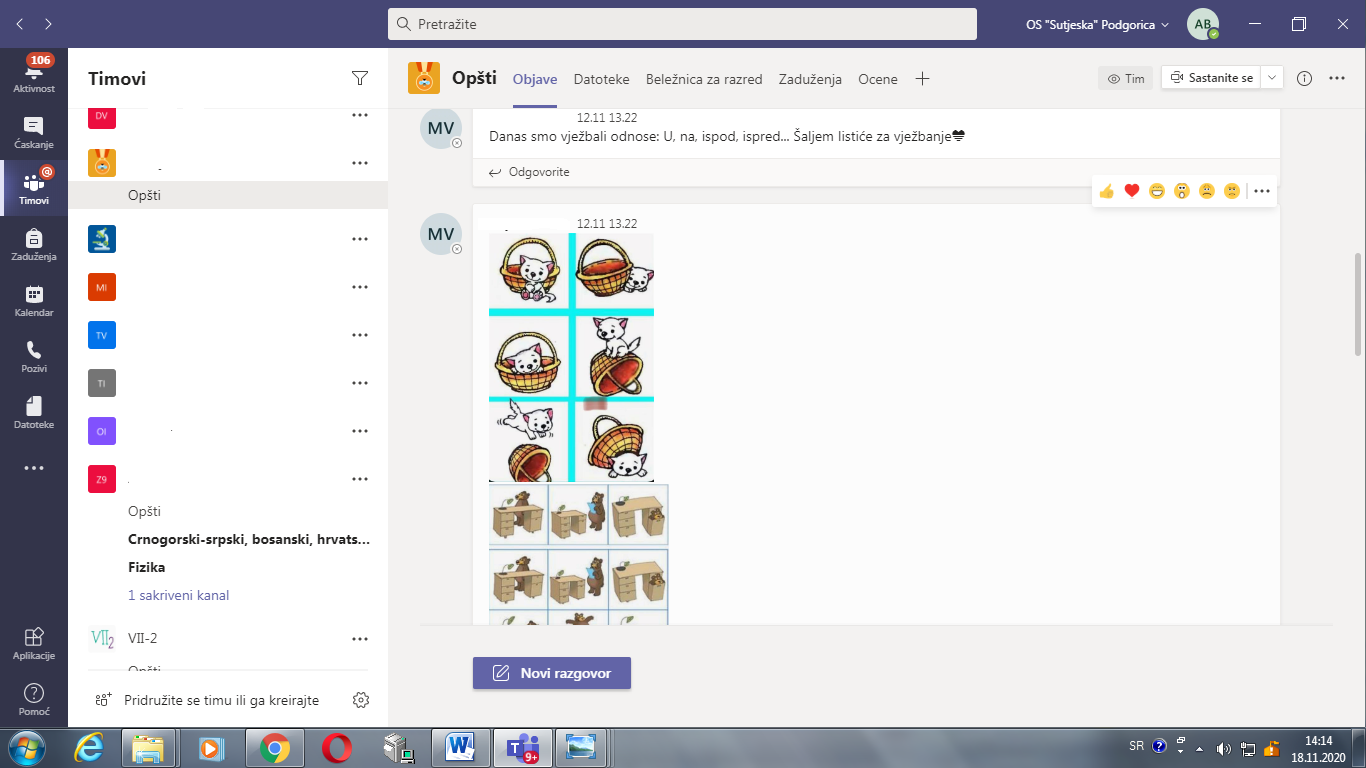 Pretražite
OS "Sutjeska" Podgorica
AB
106
Aktivnost
Ćaskanje
@
Timovi
Zaduženja
Kalendar
Pozivi
Datoteke
Aplikacije
Pomoć
Timovi
DV
Opšti
MI
TV
TI
OI
Z9
Opšti
Crnogorski-srpski, bosanski, hrvats...
Fizika
1 sakriveni kanal
VII2
VII-2
Opšti
Pridružite se timu ili ga kreirajte
Opšti
Objave
Datoteke
Beležnica za razred
Zaduženja
Ocene
Tim
Sastanite se
MV
12.11 13.22
Danas smo vježbali odnose: U, na, ispod, ispred... Šaljem listiće za vježbanje
Odgovorite
MV
12.11 13.22
Novi razgovor
9+
SR
14:14
18.11.2020